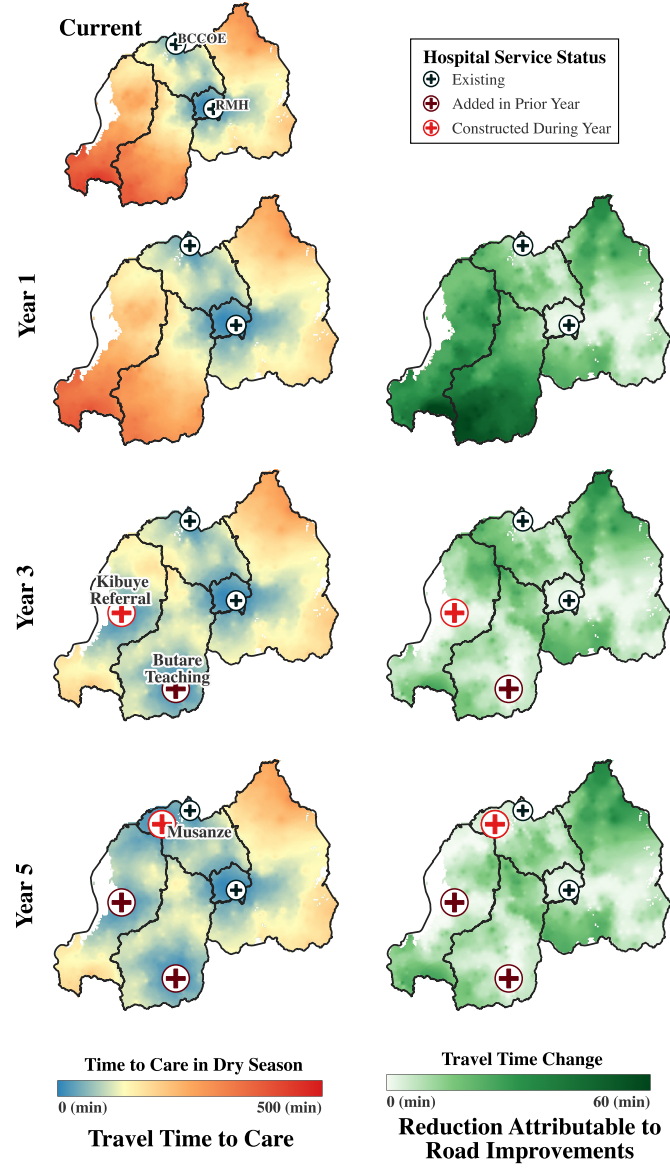 Current
BCCOE
RMH
Hospital Service Status
Existing
Added in Prior Year
Constructed During Year
Year 1
Year 3
Kibuye
Referral
Butare
Teaching
Year 5
Musanze
Time to Care in Dry Season
0 (min)
500 (min)
Travel Time to Care
Travel Time Change
0 (min)
60 (min)
Reduction Attributable to
Road Improvements